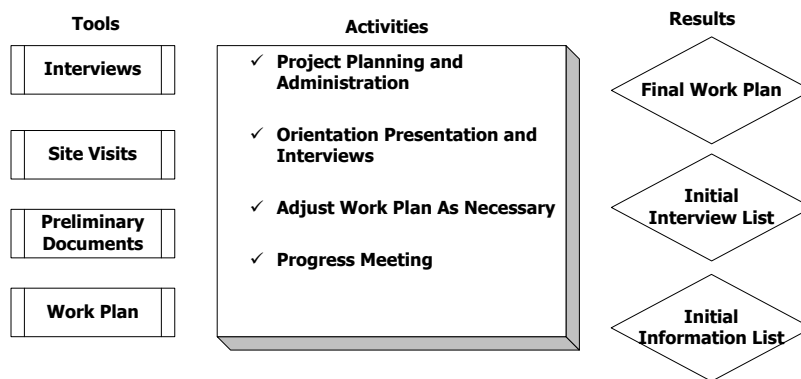 Tools
Interviews
Site Visits
Preliminary
Documents
Work Plan
Activities
✓ Project Planning and
Administration
✓ Orientation Presentation and
Interviews
✓ Adjust Work Plan As Necessary
✓ Progress Meeting
Results
Final Work Plan
Initial
Interview List
Initial
Information List